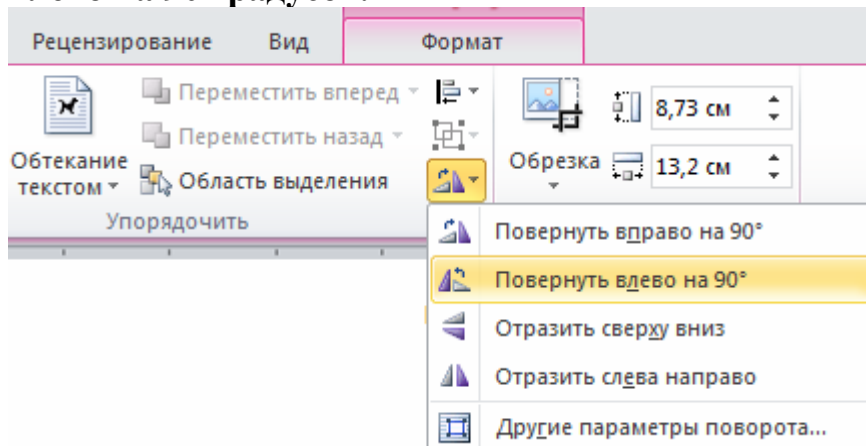 Рецензирование Вид Формат
Переместить вперед
8,73 см
Переместить назад
Обтекание текстом
Обрезка
13,2 см
Область выделения
Упорядочить
Повернуть вправо на 90°
Повернуть влево на 90°
Отразить сверху вниз
Отразить слева направо
Другие параметры поворота...